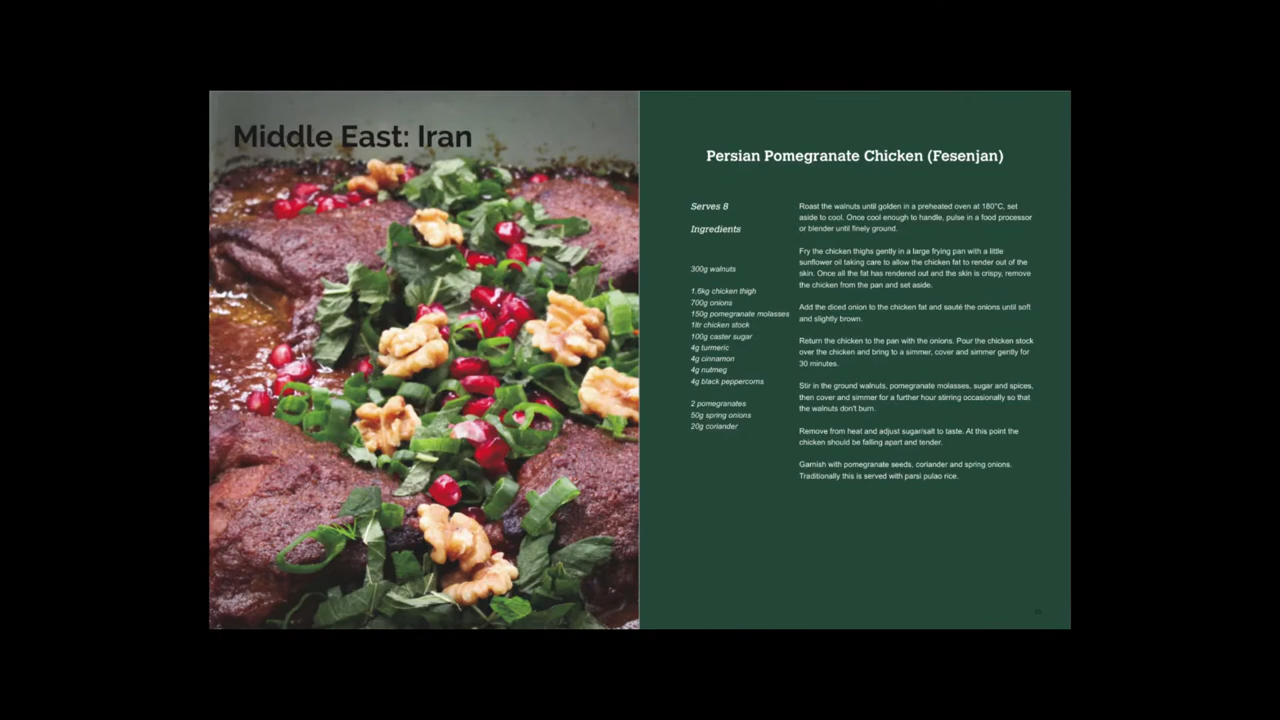 Middle East: Iran
Persian Pomegranate Chicken (Fesenjan)
Serves 8
Ingredients
300g walnuts
1.6kg chicken thigh
700g onions
150g pomegranate molasses
1ltr chicken stock
100g caster sugar
4g turmeric
4g cinnamon
4g nutmeg
4g black peppercorns
2 pomegranates
50g spring onions
20g coriander
Roast the walnuts until golden in a preheated oven at 180°C, set
aside to cool. Once cool enough to handle, pulse in a food processor
or blender until finely ground.
Fry the chicken thighs gently in a large frying pan with a little
sunflower oil taking care to allow the chicken fat to render out of the
skin. Once all the fat has rendered out and the skin is crispy, remove
the chicken from the pan and set aside.
Add the diced onion to the chicken fat and sauté the onions until soft
and slightly brown.
Return the chicken to the pan with the onions. Pour the chicken stock
over the chicken and bring to a simmer, cover and simmer gently for
30 minutes.
Stir in the ground walnuts, pomegranate molasses, sugar and spices,
then cover and simmer for a further hour stirring occasionally so that
the walnuts don't burn.
Remove from heat and adjust sugar/salt to taste. At this point the
chicken should be falling apart and tender.
Garnish with pomegranate seeds, coriander and spring onions.
Traditionally this is served with parsi pulao rice.